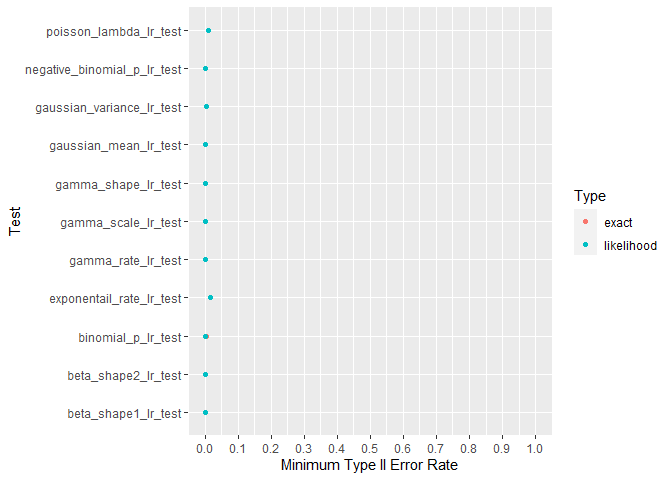 poisson_lambda_lr_test
negative_binomial_p_lr_test
gaussian_variance_lr_test
gaussian_mean_lr_test
gamma_shape_lr_test
gamma_scale_lr_test
gamma_rate_lr_test
exponentail_rate_lr_test
binomial_p_lr_test
beta_shape2_lr_test
beta_shape1_lr_test
Test
0.0 0.1 0.2 0.3 0.4 0.5 0.6 0.7 0.8 0.9 1.0
Minimum Type II Error Rate
Type
exact
likelihood